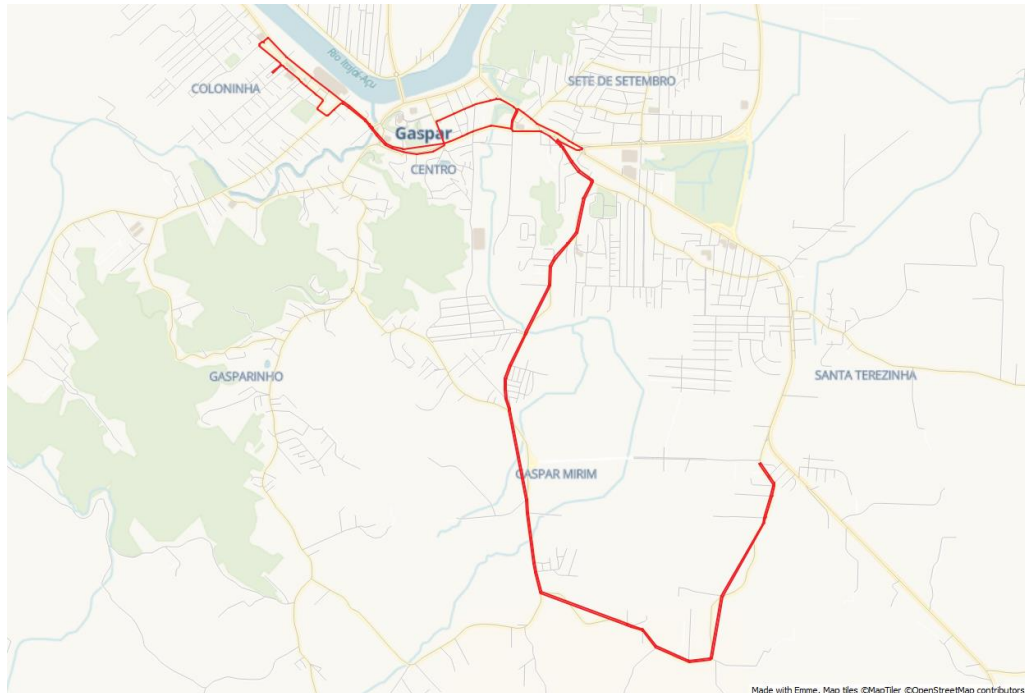 Rio Itajaí-Açu
COLONINHA
SETE DE SETEMBRO
Gaspar
CENTRO
GASPARINHO
SANTA TEREZINHA
GASPAR MIRIM
Made with Emme, Map tiles ©MapTiler ©OpenStreetMap contributors